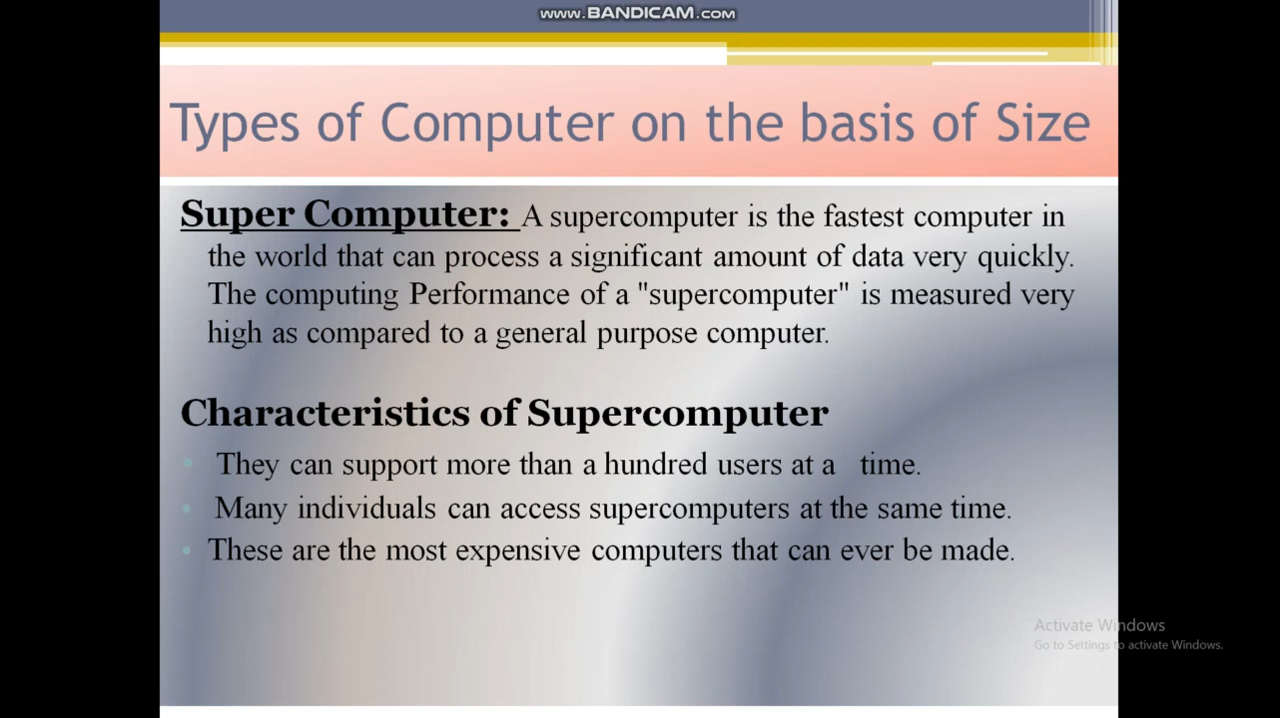 www.BANDICAM.com
Types of Computer on the basis of Size
Super Computer: A supercomputer is the fastest computer in
the world that can process a significant amount of data very quickly.
The computing Performance of a "supercomputer" is measured very
high as compared to a general purpose computer.
Characteristics of Supercomputer
• They can support more than a hundred users at a time.
• Many individuals can access supercomputers at the same time.
• These are the most expensive computers that can ever be made.
Activate Windows
Go to Settings to activate Windows.